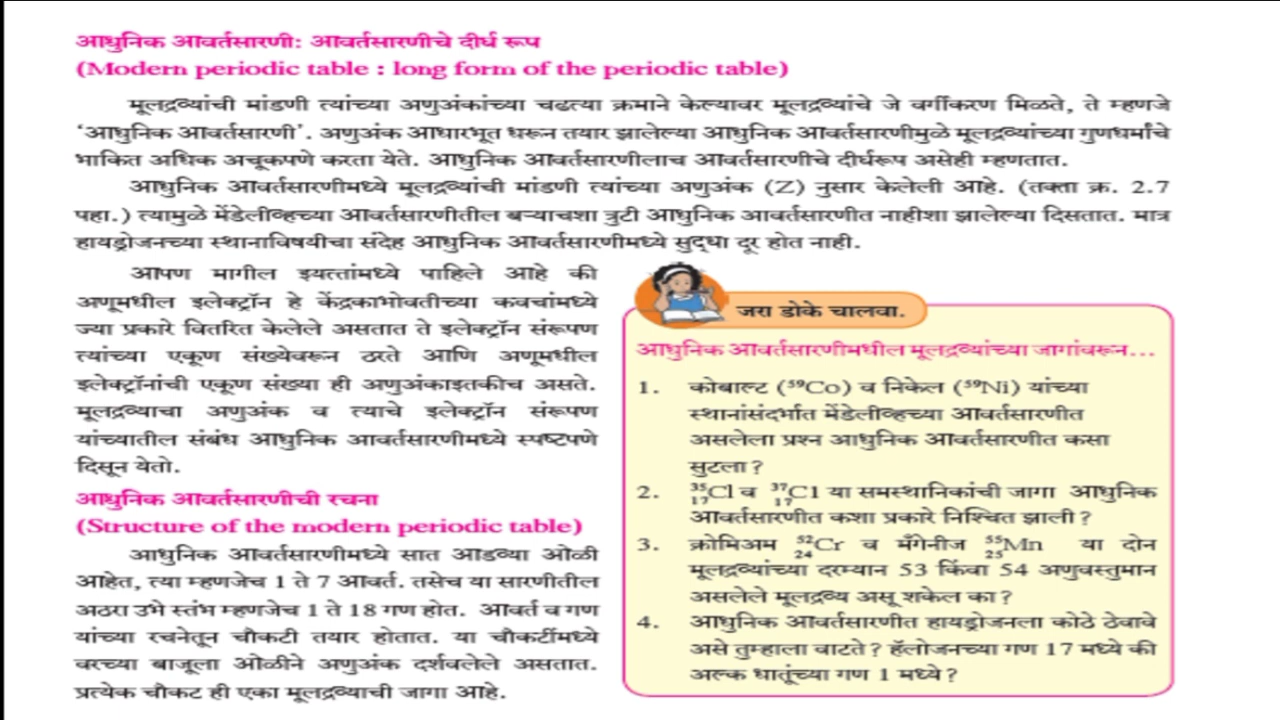 आधुनिक आवर्तसारणी: आवर्तसारणीचे दीर्घ रूप
(Modern periodic table : long form of the periodic table)
मूलद्रव्यांची मांडणी त्यांच्या अणुअंकांच्या चढत्या क्रमाने केल्यावर मूलद्रव्यांचे जे वर्गीकरण मिळते, ते म्हणजे
'आधुनिक आवर्तसारणी'. अणुअंक आधारभूत धरून तयार झालेल्या आधुनिक आवर्तसारणीमुळे मूलद्रव्यांच्या गुणधर्मांचे
भाकित अधिक अचूकपणे करता येते. आधुनिक आवर्तसारणीलाच आवर्तसारणीचे दीर्घरूप असेही म्हणतात.
आधुनिक आवर्तसारणीमध्ये मूलद्रव्यांची मांडणी त्यांच्या अणुअंक (Z) नुसार केलेली आहे. (तक्ता क्र. 2.7
पहा.) त्यामुळे मेंडेलीव्हच्या आवर्तसारणीतील बऱ्याचशा त्रुटी आधुनिक आवर्तसारणीत नाहीशा झालेल्या दिसतात. मात्र
हायड्रोजनच्या स्थानाविषयीचा संदेह आधुनिक आवर्तसारणीमध्ये सुद्धा दूर होत नाही.
आपण मागील इयत्तांमध्ये पाहिले आहे की
अणूमधील इलेक्ट्रॉन हे केंद्रकाभोवतीच्या कवचांमध्ये
ज्या प्रकारे वितरित केलेले असतात ते इलेक्ट्रॉन संरूपण
त्यांच्या एकूण संख्येवरून ठरते आणि अणूमधील
इलेक्ट्रॉनांची एकूण संख्या ही अणुअंकाइतकीच असते.
मूलद्रव्याचा अणुअंक व त्याचे इलेक्ट्रॉन संरूपण
यांच्यातील संबंध आधुनिक आवर्तसारणीमध्ये स्पष्टपणे
दिसून येतो.
आधुनिक आवर्तसारणीची रचना
(Structure of the modern periodic table)
आधुनिक आवर्तसारणीमध्ये सात आडव्या ओळी
आहेत, त्या म्हणजेच 1 ते 7 आवर्त. तसेच या सारणीतील
अठरा उभे स्तंभ म्हणजेच 1 ते 18 गण होत. आवर्त व गण
यांच्या रचनेतून चौकटी तयार होतात. या चौकटींमध्ये
वरच्या बाजूला ओळीने अणुअंक दर्शवलेले असतात.
प्रत्येक चौकट ही एका मूलद्रव्याची जागा आहे.
जरा डोके चालवा.
आधुनिक आवर्तसारणीमधील मूलद्रव्यांच्या जागांवरून...
1. कोबाल्ट (⁵⁹Co) व निकेल (⁵⁹Ni) यांच्या
स्थानांसंदर्भात मेंडेलीव्हच्या आवर्तसारणीत
असलेला प्रश्न आधुनिक आवर्तसारणीत कसा
सुटला ?
2. ³⁵₁₇Cl व ³⁷₁₇C1 या समस्थानिकांची जागा आधुनिक
आवर्तसारणीत कशा प्रकारे निश्चित झाली ?
3. क्रोमिअम ⁵²₂₄Cr व मँगेनीज ⁵⁵₂₅Mn या दोन
मूलद्रव्यांच्या दरम्यान 53 किंवा 54 अणुवस्तुमान
असलेले मूलद्रव्य असू शकेल का ?
4. आधुनिक आवर्तसारणीत हायड्रोजनला कोठे ठेवावे
असे तुम्हाला वाटते ? हॅलोजनच्या गण 17 मध्ये की
अल्क धातूंच्या गण 1 मध्ये ?